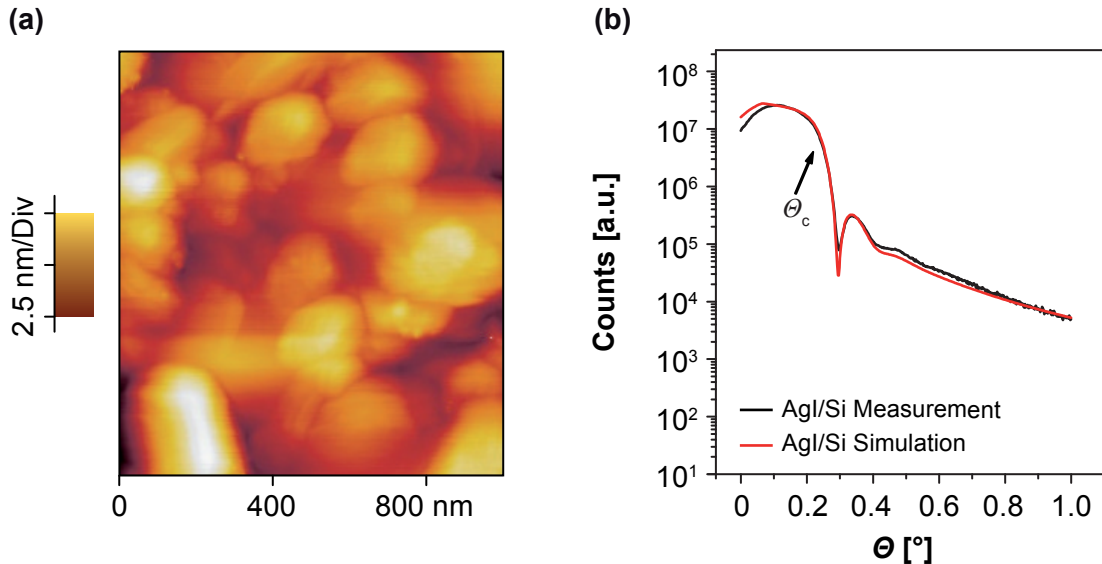 (a)
2.5 nm/Div
0 400 800 nm
(b)
10⁸
10⁷
10⁶
10⁵
10⁴
10³
10²
10¹
Counts [a.u.]
Θc
AgI/Si Measurement
AgI/Si Simulation
0 0.2 0.4 0.6 0.8 1.0
Θ [°]